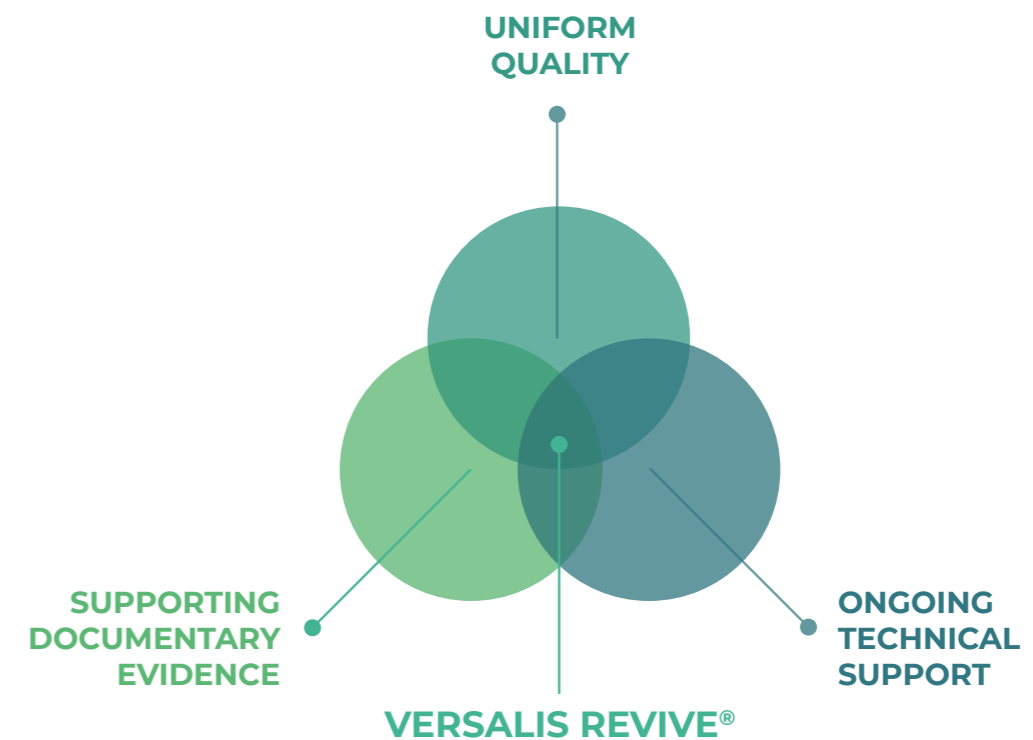 UNIFORM
QUALITY
SUPPORTING
DOCUMENTARY
EVIDENCE
ONGOING
TECHNICAL
SUPPORT
VERSALIS REVIVE®